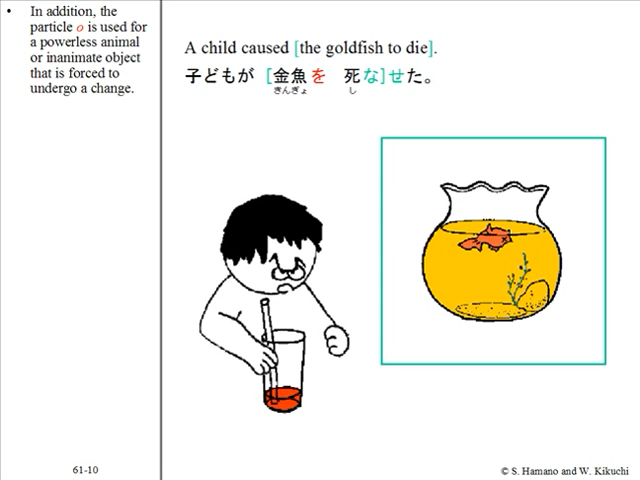 • In addition, the
particle o is used for
a powerless animal
or inanimate object
that is forced to
undergo a change.
A child caused [the goldfish to die].
子どもが [金魚を 死な]せた。
きんぎょ し
61-10
© S. Hamano and W. Kikuchi